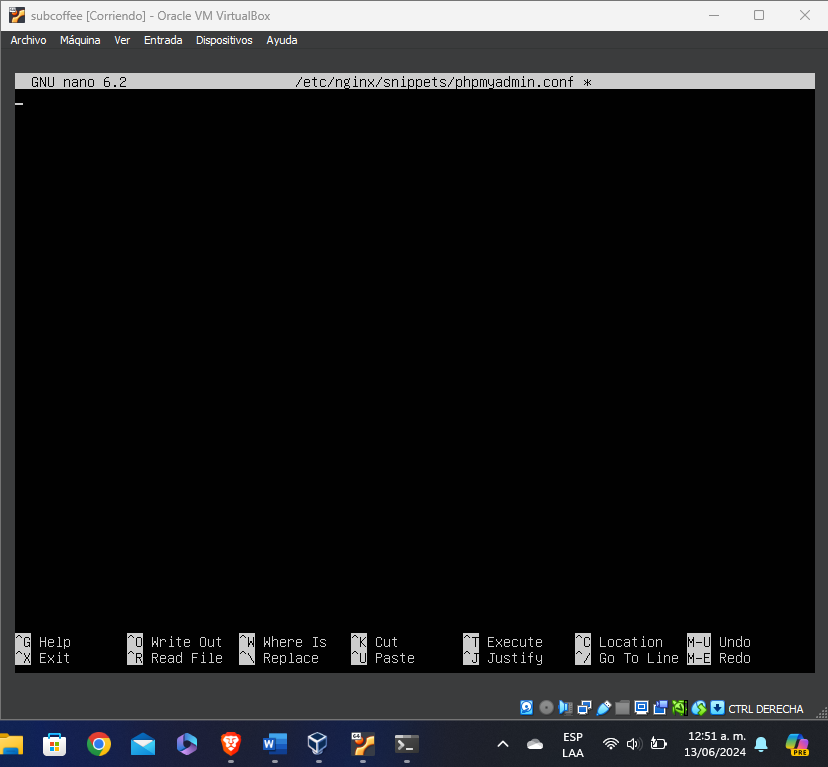 subcoffee [Corriendo] - Oracle VM VirtualBox
Archivo Máquina Ver Entrada Dispositivos Ayuda
GNU nano 6.2 /etc/nginx/snippets/phpmyadmin.conf *
^G Help ^O Write Out ^W Where Is ^K Cut ^T Execute ^C Location M-U Undo
^X Exit ^R Read File ^\ Replace ^U Paste ^J Justify ^/ Go To Line M-E Redo
CTRL DERECHA
64
W
PRE
ESP
LAA
12:51 a. m.
13/06/2024